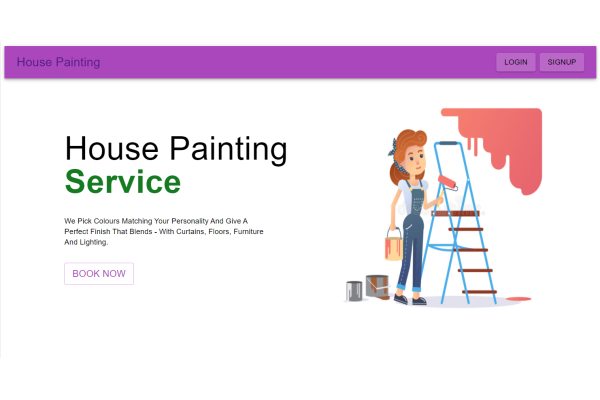 House Painting
LOGIN
SIGNUP
House Painting
Service
We Pick Colours Matching Your Personality And Give A
Perfect Finish That Blends - With Curtains, Floors, Furniture
And Lighting.
BOOK NOW